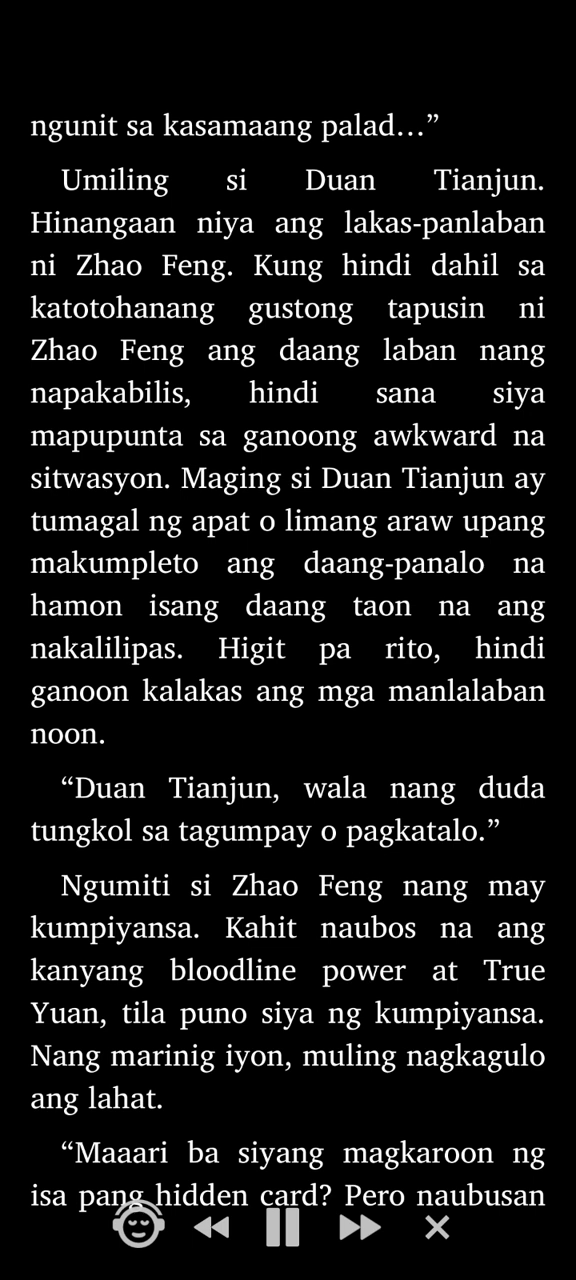 ngunit sa kasamaang palad…”
Umiling si Duan Tianjun.
Hinangaan niya ang lakas-panlaban
ni Zhao Feng. Kung hindi dahil sa
katotohanang gustong tapusin ni
Zhao Feng ang daang laban nang
napakabilis, hindi sana siya
mapupunta sa ganoong awkward na
sitwasyon. Maging si Duan Tianjun ay
tumagal ng apat o limang araw upang
makumpleto ang daang-panalo na
hamon isang daang taon na ang
nakalilipas. Higit pa rito, hindi
ganoon kalakas ang mga manlalaban
noon.
“Duan Tianjun, wala nang duda
tungkol sa tagumpay o pagkatalo.”
Ngumiti si Zhao Feng nang may
kumpiyansa. Kahit naubos na ang
kanyang bloodline power at True
Yuan, tila puno siya ng kumpiyansa.
Nang marinig iyon, muling nagkagulo
ang lahat.
“Maaari ba siyang magkaroon ng
isa pang hidden card? Pero naubusan